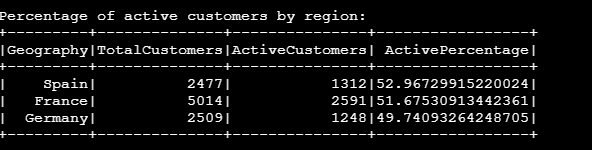 Percentage of active customers by region:
+---------+--------------+---------------+-----------------+
|Geography|TotalCustomers|ActiveCustomers| ActivePercentage|
+---------+--------------+---------------+-----------------+
|    Spain|          2477|           1312|52.96729915220024|
|   France|          5014|           2591|51.67530913442361|
|  Germany|          2509|           1248|49.74093264248705|
+---------+--------------+---------------+-----------------+